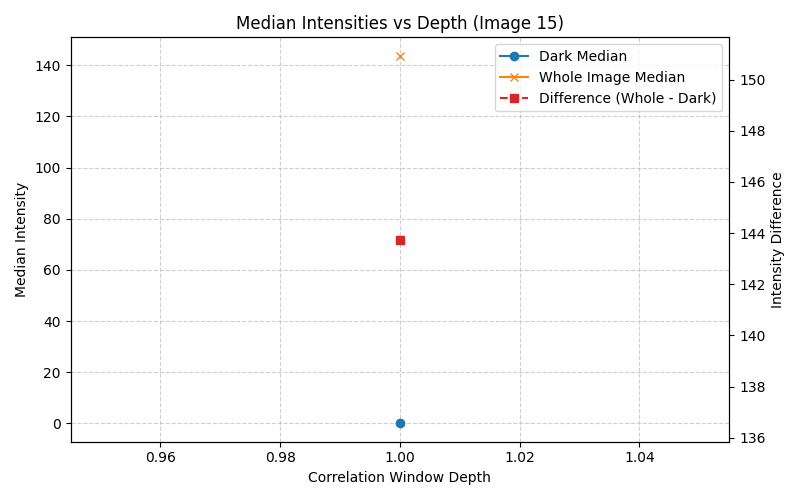 Median Intensities vs Depth (Image 15)
Dark Median
Whole Image Median
Difference (Whole - Dark)
Median Intensity
140
120
100
80
60
40
20
0
150
148
146
144
142
140
138
136
Intensity Difference
0.96 0.98 1.00 1.02 1.04
Correlation Window Depth